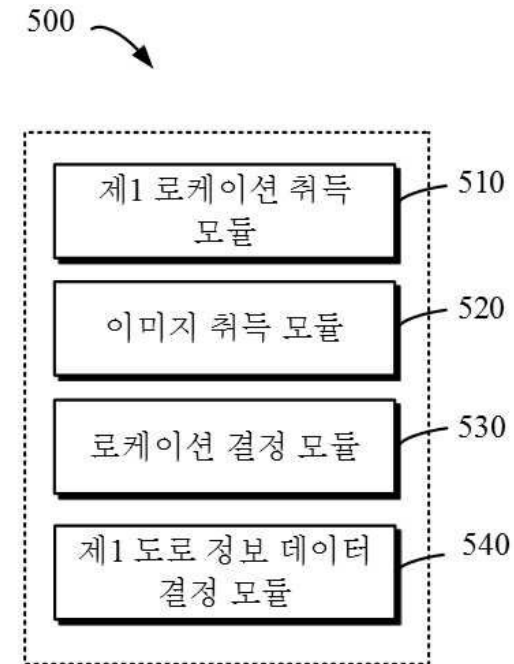 500
제1 로케이션 취득
모듈
510
이미지 취득 모듈
520
로케이션 결정 모듈
530
제1 도로 정보 데이터
결정 모듈
540